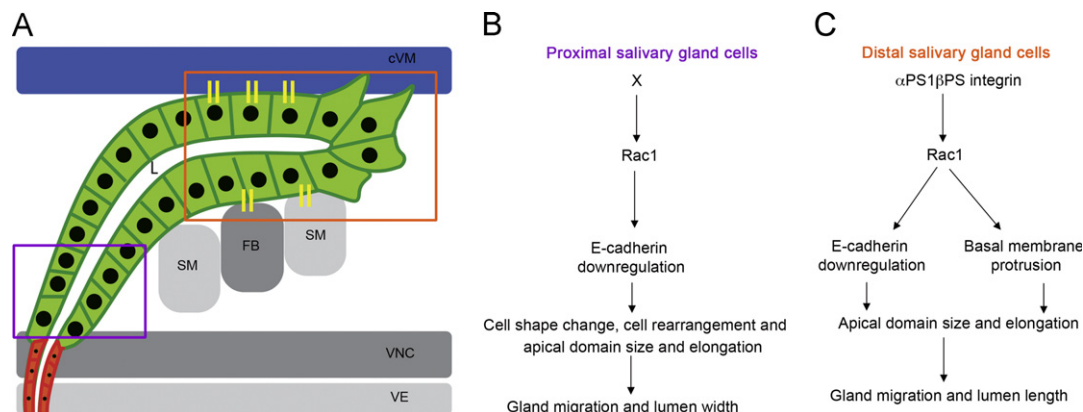 A
cVM
L
SM
FB
SM
VNC
VE
B
Proximal salivary gland cells
X
Rac1
E-cadherin
downregulation
Cell shape change, cell rearrangement and
apical domain size and elongation
Gland migration and lumen width
C
Distal salivary gland cells
αPS1βPS integrin
Rac1
E-cadherin
downregulation
Basal membrane
protrusion
Apical domain size and elongation
Gland migration and lumen length